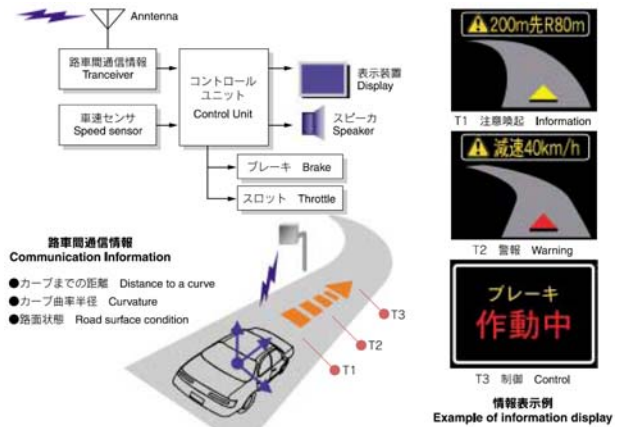 Anntenna
路車間通信情報
Tranceiver
車速センサ
Speed sensor
コントロール
ユニット
Control Unit
表示装置
Display
スピーカ
Speaker
ブレーキ Brake
スロット Throttle
路車間通信情報
Communication Information
●カーブまでの距離 Distance to a curve
●カーブ曲率半径 Curvature
●路面状態 Road surface condition
T3
T2
T1
200m先R80m
T1 注意喚起 Information
減速40km/h
T2 警報 Warning
ブレーキ
作動中
T3 制御 Control
情報表示例
Example of information display